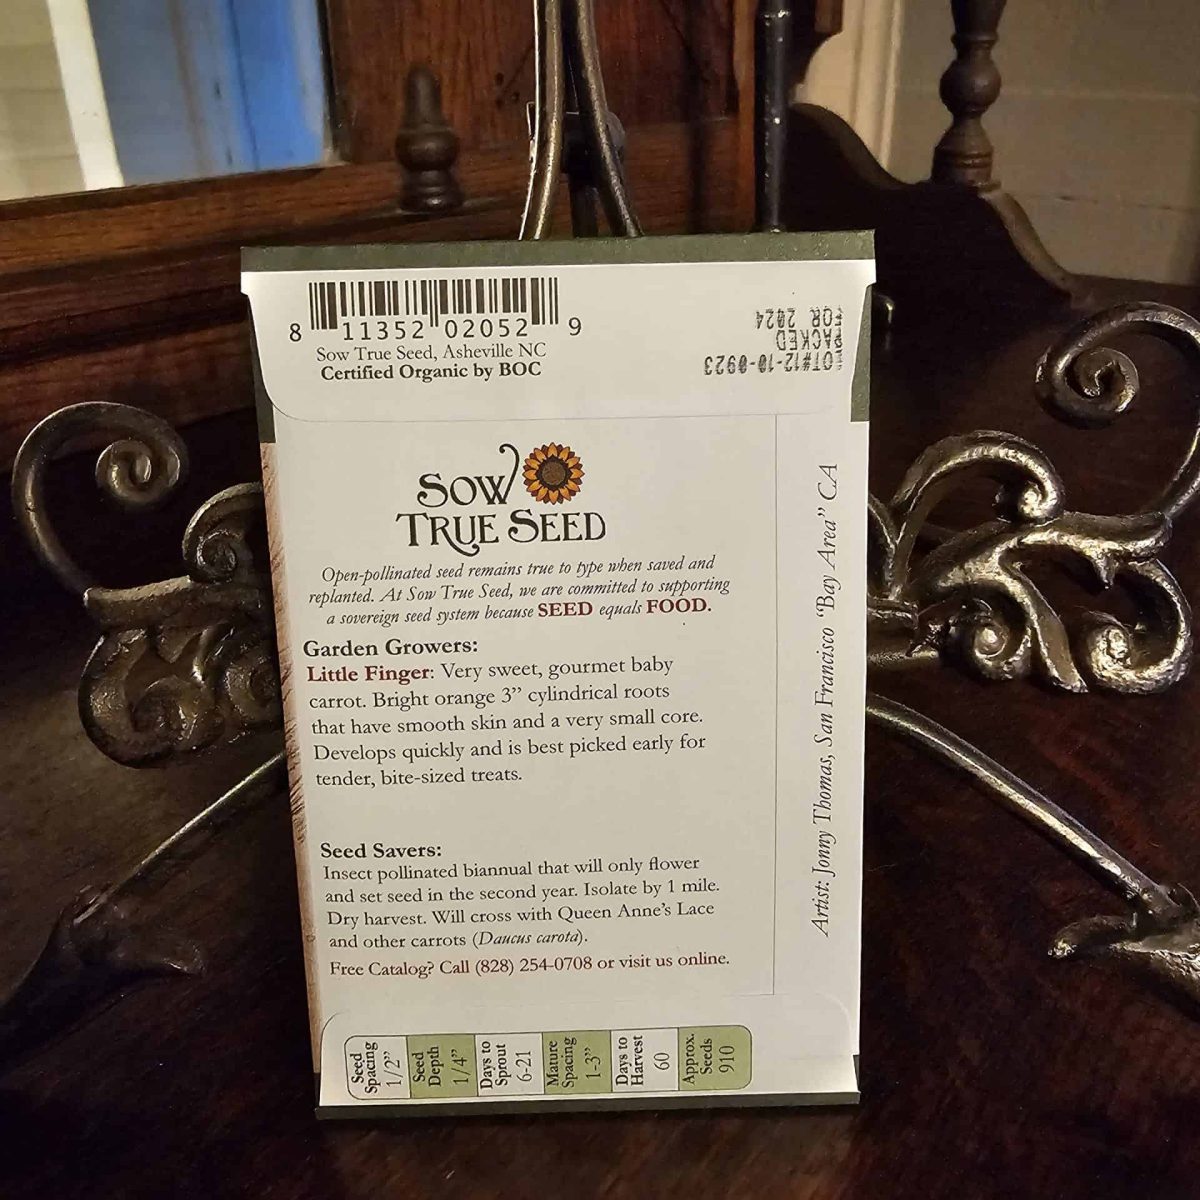 8 11352 02052 9
Sow True Seed, Asheville NC
Certified Organic by BOC
LOT#12-10-0923
PACKED
FOR 2024
SOW
TRUE SEED
Open-pollinated seed remains true to type when saved and
replanted. At Sow True Seed, we are committed to supporting
a sovereign seed system because SEED equals FOOD.
Garden Growers:
Little Finger: Very sweet, gourmet baby
carrot. Bright orange 3” cylindrical roots
that have smooth skin and a very small core.
Develops quickly and is best picked early for
tender, bite-sized treats.
Seed Savers:
Insect pollinated biannual that will only flower
and set seed in the second year. Isolate by 1 mile.
Dry harvest. Will cross with Queen Anne’s Lace
and other carrots (Daucus carota).
Free Catalog? Call (828) 254-0708 or visit us online.
Artist: Jonny Thomas, San Francisco “Bay Area” CA
Seed
Spacing
1/2”
Seed
Depth
1/4”
Days to
Sprout
6-21
Mature
Spacing
1-3”
Days to
Harvest
60
Approx.
Seeds
910